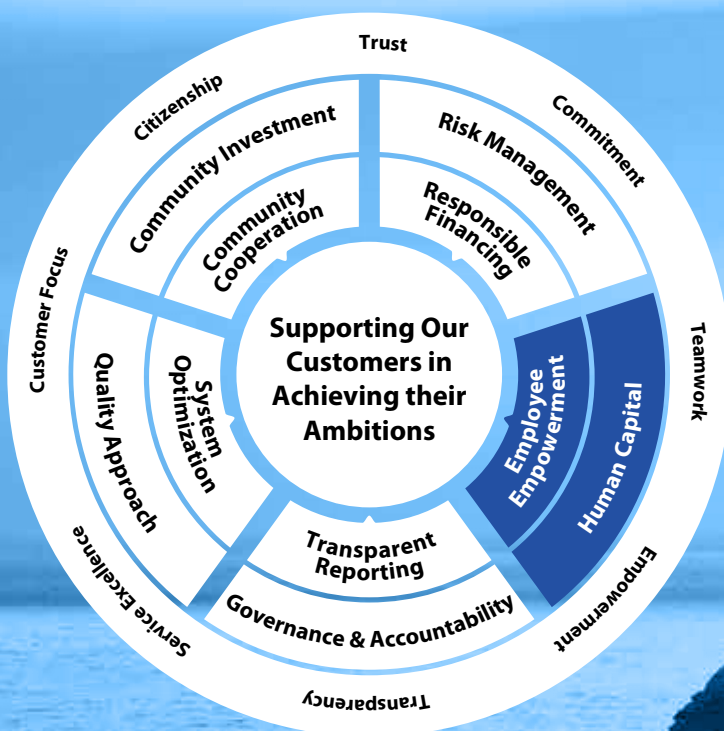 Trust
Commitment
Teamwork
Empowerment
Transparency
Service Excellence
Customer Focus
Citizenship
Community Investment
Risk Management
Human Capital
Governance & Accountability
Quality Approach
Community
Cooperation
Responsible
Financing
Employee
Empowerment
Transparent
Reporting
System
Optimization
Supporting Our
Customers in
Achieving their
Ambitions